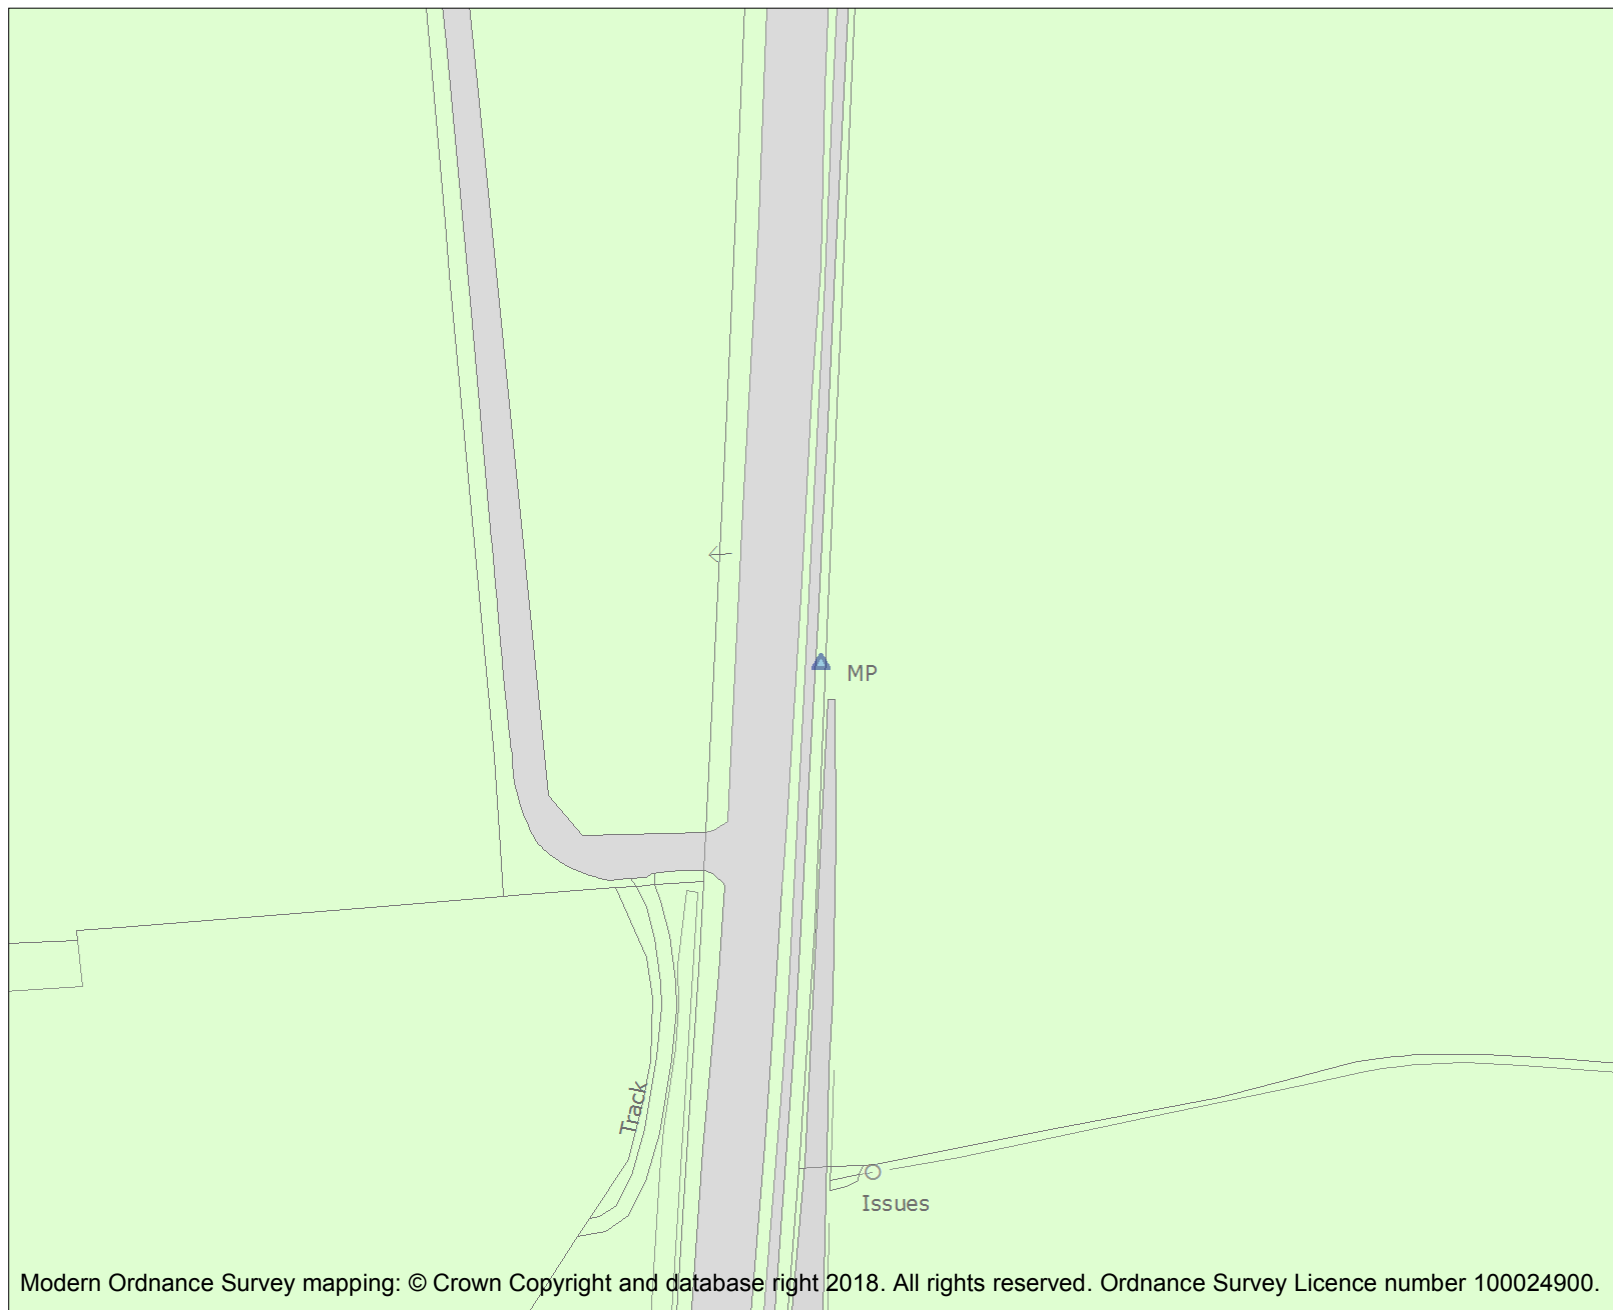 MP
Track
Issues
Modern Ordnance Survey mapping: © Crown Copyright and database right 2018. All rights reserved. Ordnance Survey Licence number 100024900.